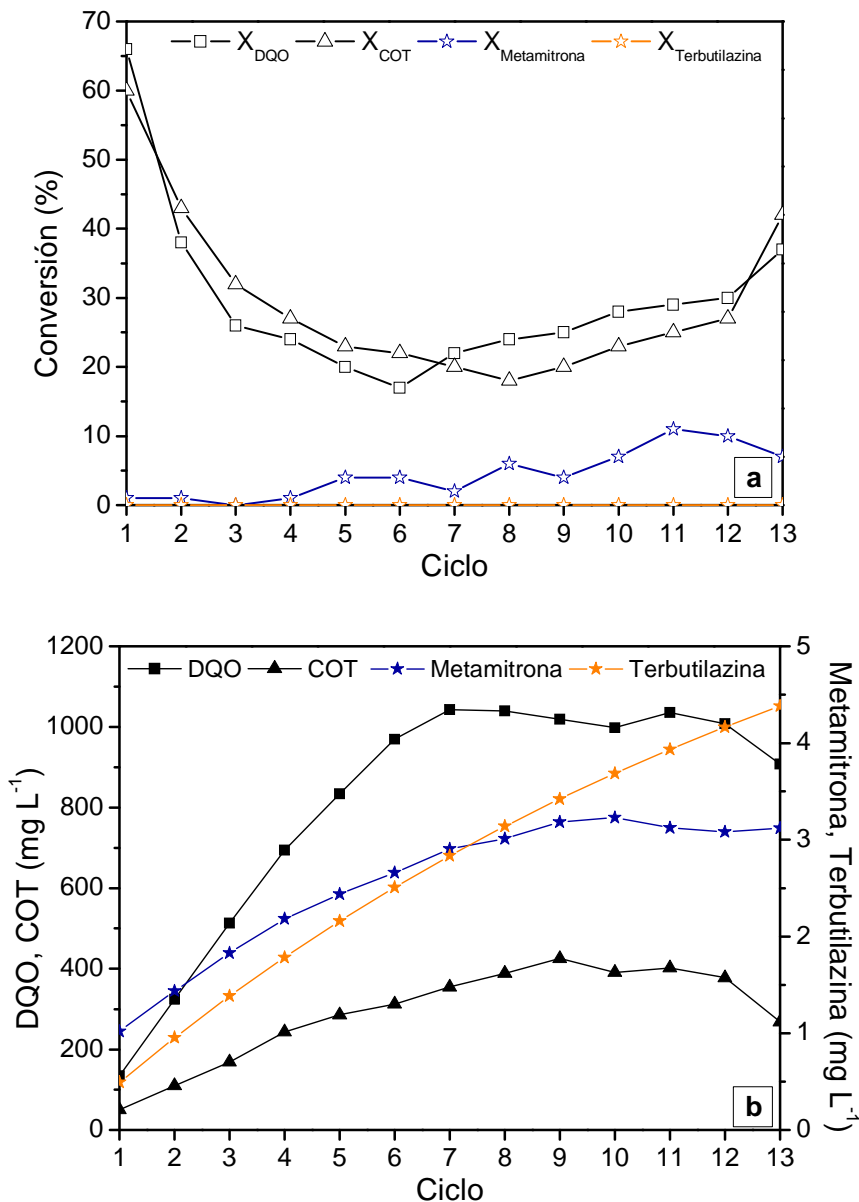 X_DQO X_COT X_Metamitrona X_Terbutilazina
70
60
50
40
30
20
10
0
Conversión (%)
a
1 2 3 4 5 6 7 8 9 10 11 12 13
Ciclo
DQO COT Metamitrona Terbutilazina
1200
1000
800
600
400
200
0
DQO, COT (mg L⁻¹)
5
4
3
2
1
0
Metamitrona, Terbutilazina (mg L⁻¹)
b
1 2 3 4 5 6 7 8 9 10 11 12 13
Ciclo